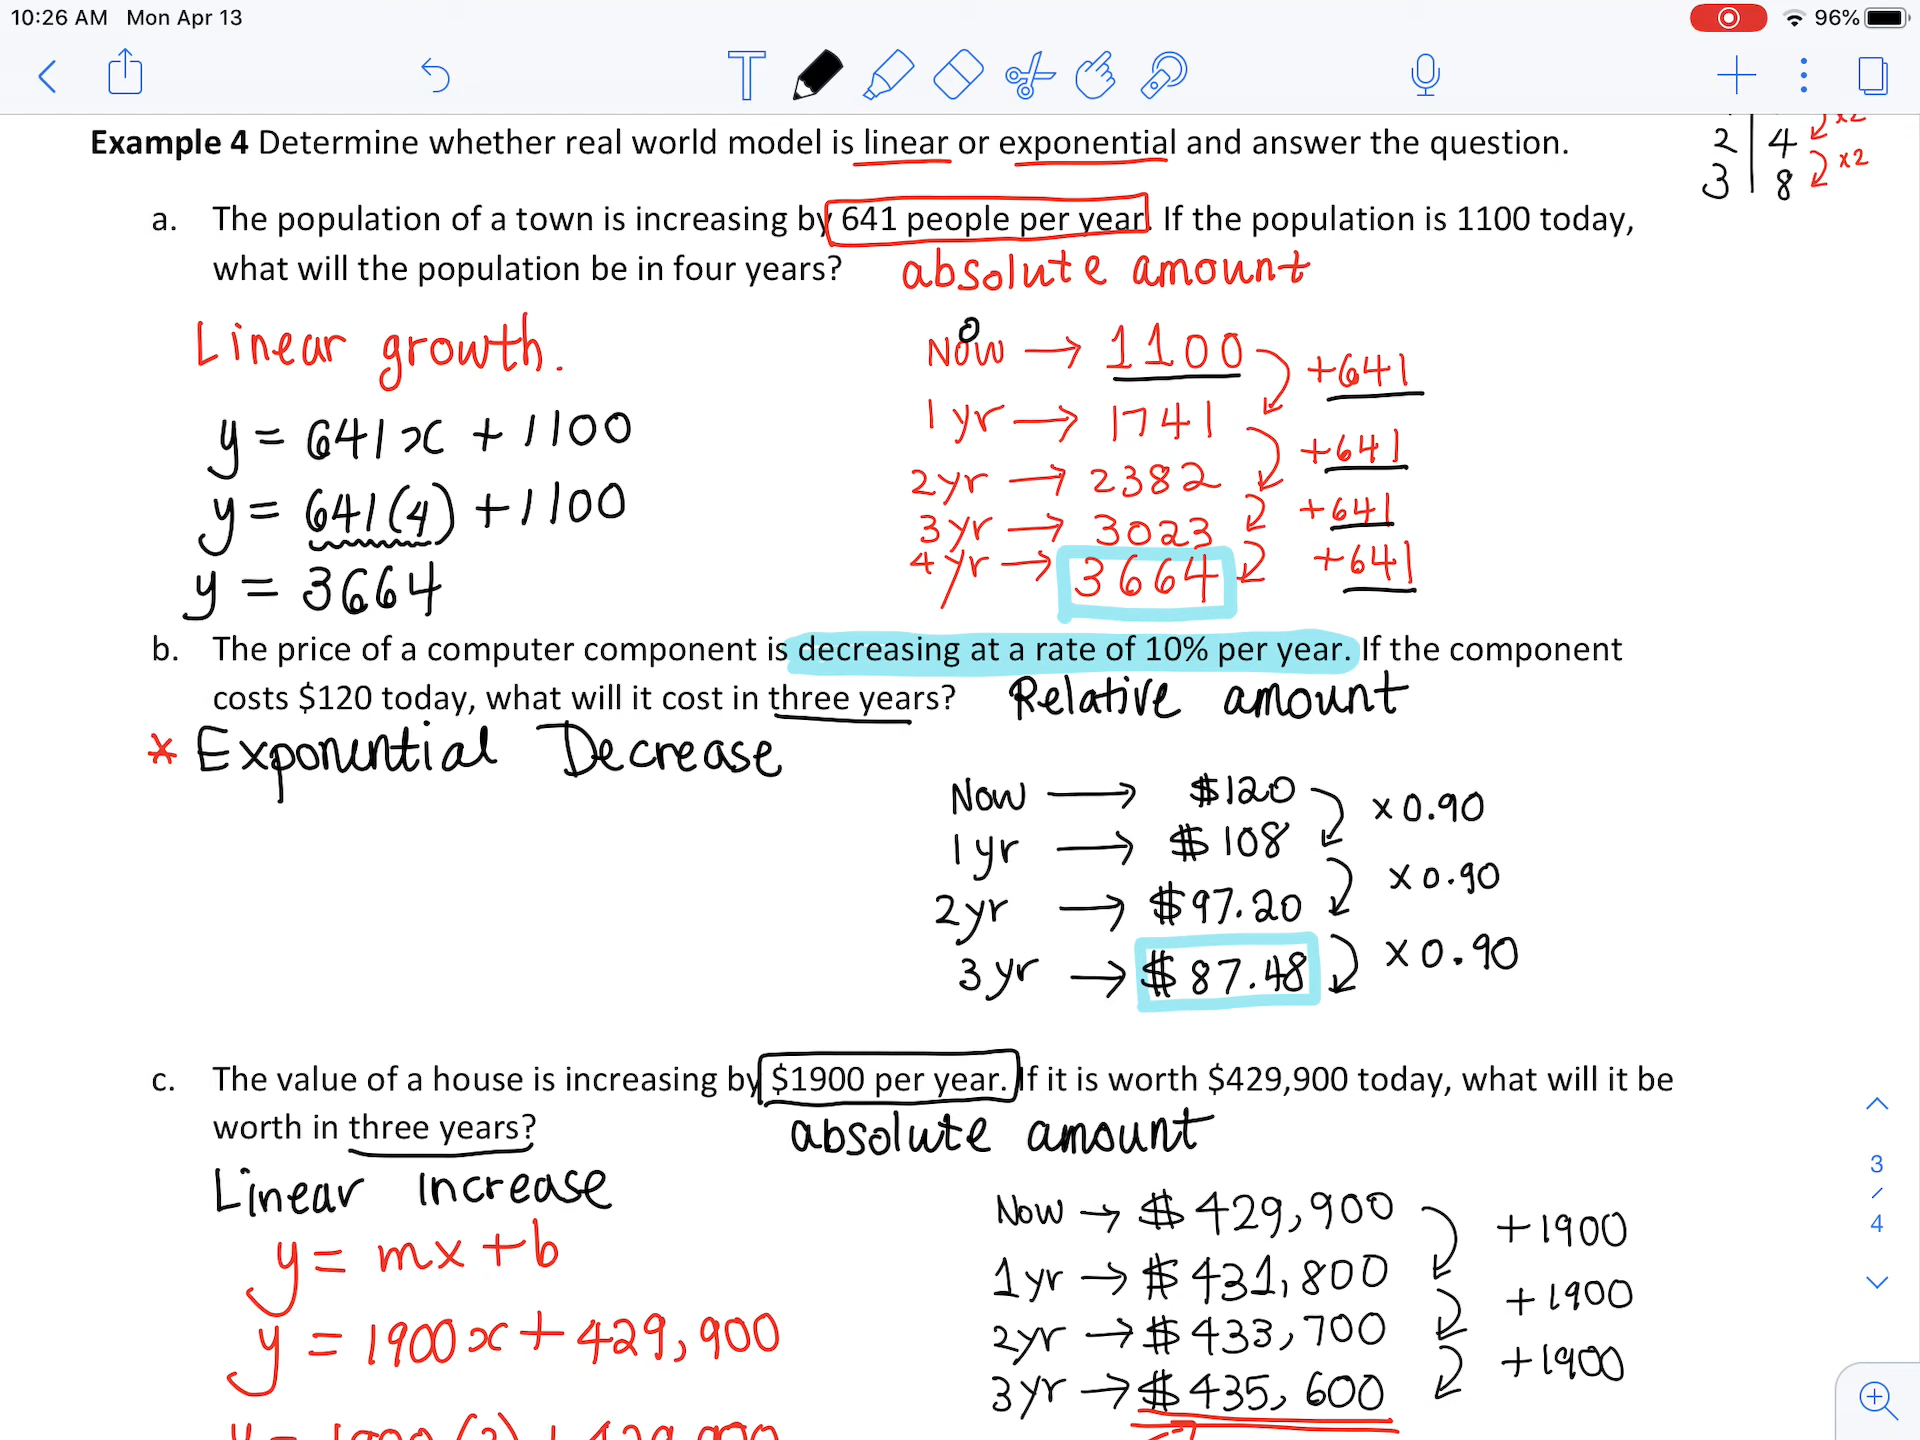 10:26 AM Mon Apr 13
96%
T
Example 4 Determine whether real world model is linear or exponential and answer the question.
x2
2 | 4
x2
3 | 8
a. The population of a town is increasing by 641 people per year. If the population is 1100 today,
what will the population be in four years?
absolute amount
Linear growth.
y = 641x + 1100
y = 641(4) + 1100
y = 3664
0
Now → 1100
+641
1yr → 1741
+641
2yr → 2382
+641
3yr → 3023
+641
4yr → 3664
b. The price of a computer component is decreasing at a rate of 10% per year. If the component
costs $120 today, what will it cost in three years?
Relative amount
* Exponential Decrease
Now → $120
x 0.90
1yr → $108
x 0.90
2yr → $97.20
x 0.90
3yr → $87.48
c. The value of a house is increasing by $1900 per year. If it is worth $429,900 today, what will it be
worth in three years?
absolute amount
Linear Increase
y = mx + b
y = 1900x + 429,900
y = 1900(3) + 429,900
Now → $429,900
+1900
1yr → $431,800
+1900
2yr → $433,700
+1900
3yr → $435,600
3
/
4